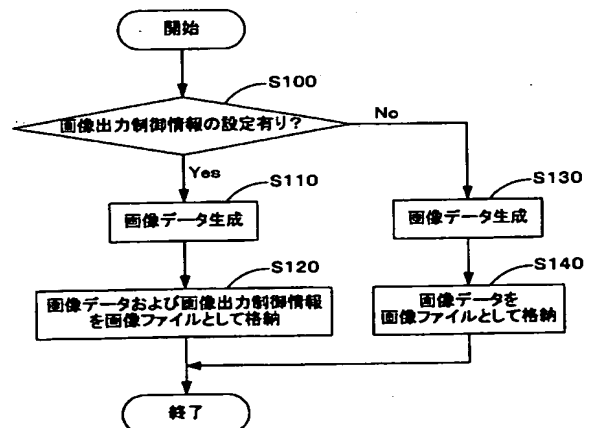 開始
S100
画像出力制御情報の設定有り?
No
Yes
S110
画像データ生成
S130
画像データ生成
S120
画像データおよび画像出力制御情報
を画像ファイルとして格納
S140
画像データを
画像ファイルとして格納
終了